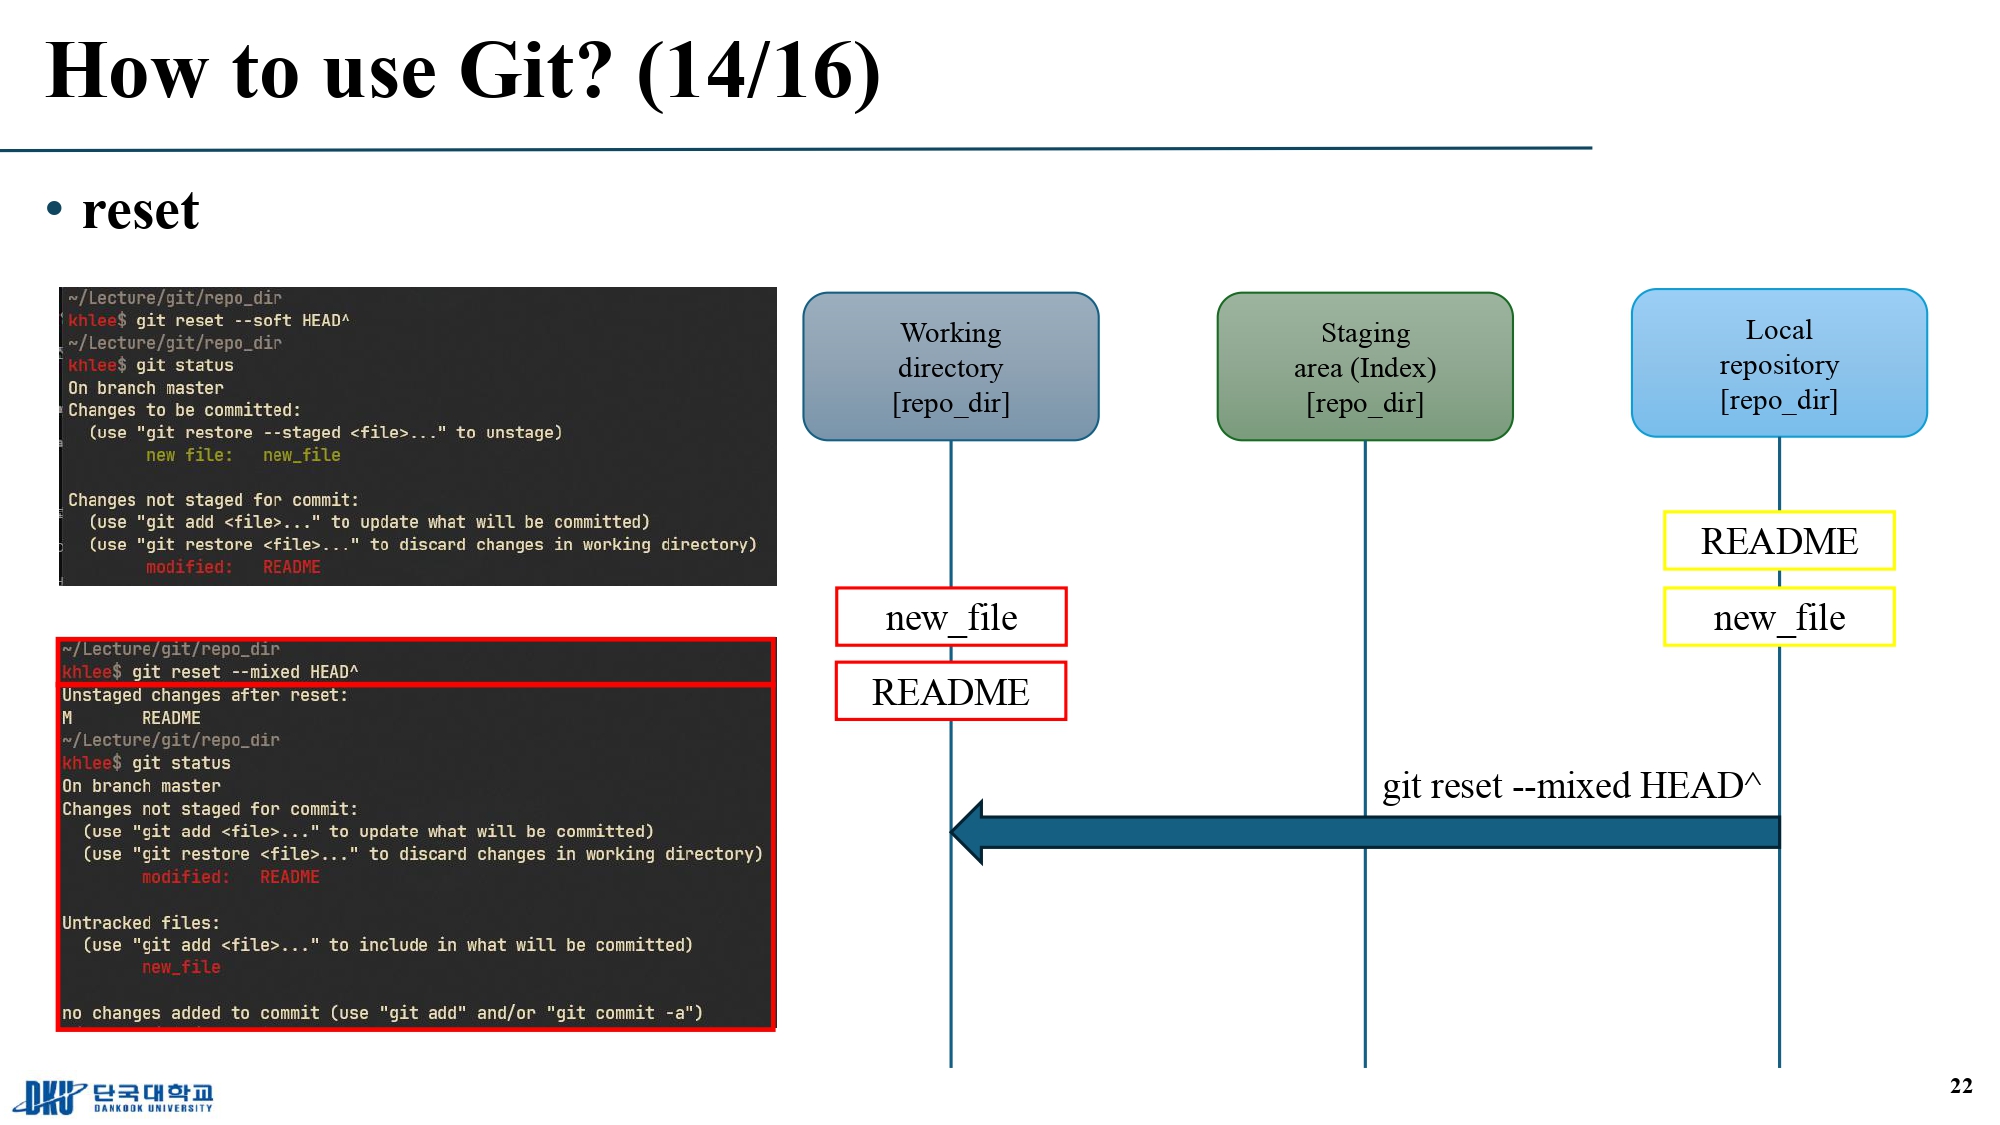 How to use Git? (14/16)
• reset
~/Lecture/git/repo_dir
khlee$ git reset --soft HEAD^
~/Lecture/git/repo_dir
khlee$ git status
On branch master
Changes to be committed:
(use "git restore --staged <file>..." to unstage)
new file: new_file
Changes not staged for commit:
(use "git add <file>..." to update what will be committed)
(use "git restore <file>..." to discard changes in working directory)
modified: README
~/Lecture/git/repo_dir
khlee$ git reset --mixed HEAD^
Unstaged changes after reset:
M README
~/Lecture/git/repo_dir
khlee$ git status
On branch master
Changes not staged for commit:
(use "git add <file>..." to update what will be committed)
(use "git restore <file>..." to discard changes in working directory)
modified: README
Untracked files:
(use "git add <file>..." to include in what will be committed)
new_file
no changes added to commit (use "git add" and/or "git commit -a")
Working
directory
[repo_dir]
Staging
area (Index)
[repo_dir]
Local
repository
[repo_dir]
README
new_file
new_file
README
git reset --mixed HEAD^
DKU 단국대학교
DANKOOK UNIVERSITY
22